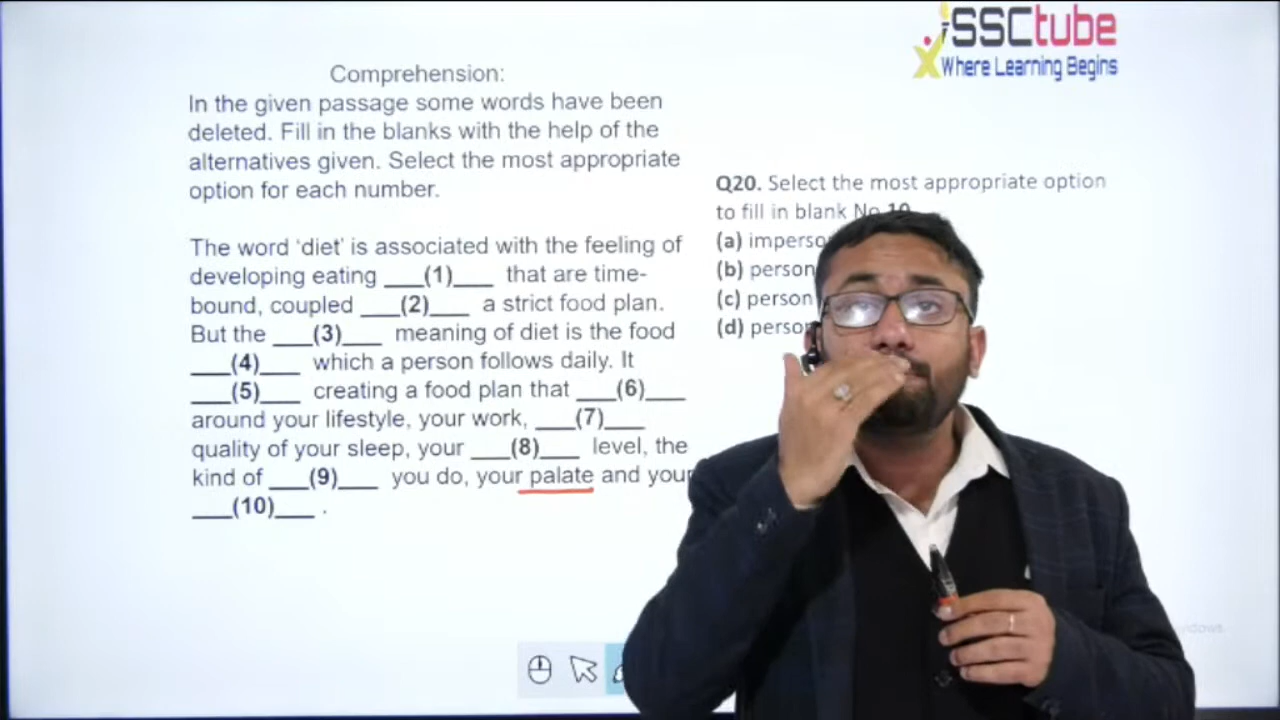 SSCtube
Where Learning Begins
Comprehension:
In the given passage some words have been
deleted. Fill in the blanks with the help of the
alternatives given. Select the most appropriate
option for each number.
The word 'diet' is associated with the feeling of
developing eating ___(1)___ that are time-
bound, coupled ___(2)___ a strict food plan.
But the ___(3)___ meaning of diet is the food
___(4)___ which a person follows daily. It
___(5)___ creating a food plan that ___(6)___
around your lifestyle, your work, ___(7)___
quality of your sleep, your ___(8)___ level, the
kind of ___(9)___ you do, your palate and your
___(10)___ .
Q20. Select the most appropriate option
to fill in blank No 10
(a)
(b)
(c)
(d)